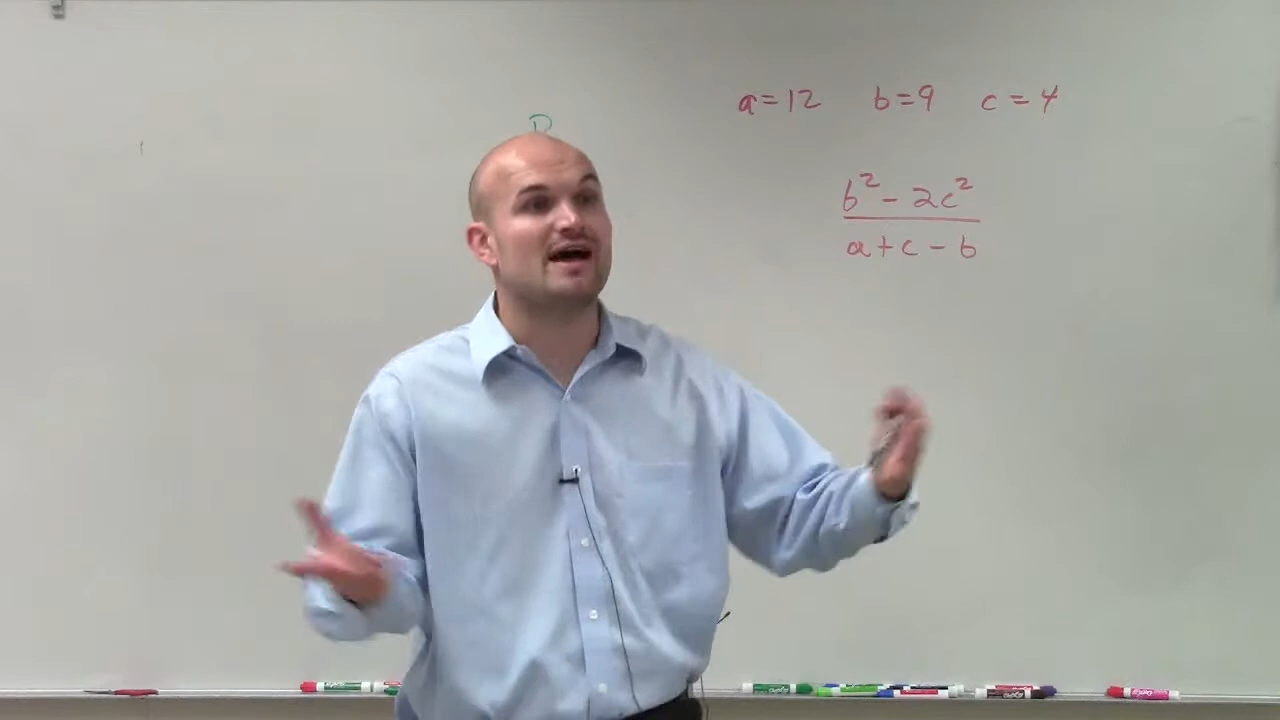 a=12 b=9 c=4
b² - 2c²
a+c-b